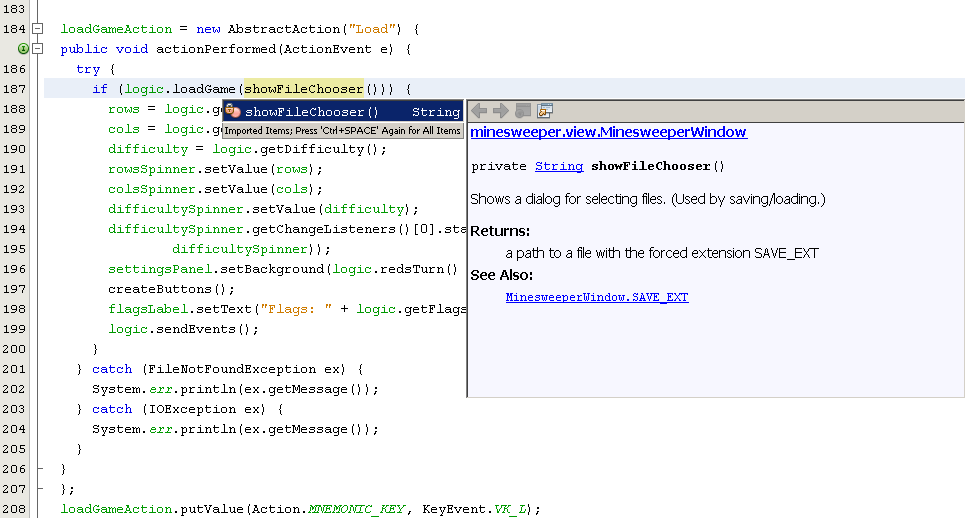 183
184 loadGameAction = new AbstractAction("Load") {
public void actionPerformed(ActionEvent e) {
186 try {
187 if (logic.loadGame(showFileChooser())) {
188 rows = logic.ge
189 cols = logic.ge
190 difficulty = logic.getDifficulty();
191 rowsSpinner.setValue(rows);
192 colsSpinner.setValue(cols);
193 difficultySpinner.setValue(difficulty);
194 difficultySpinner.getChangeListeners()[0].sta
195 difficultySpinner));
196 settingsPanel.setBackground(logic.redsTurn()
197 createButtons();
198 flagsLabel.setText("Flags: " + logic.getFlags
199 logic.sendEvents();
200 }
201 } catch (FileNotFoundException ex) {
202 System.err.println(ex.getMessage());
203 } catch (IOException ex) {
204 System.err.println(ex.getMessage());
205 }
206 }
207 };
208 loadGameAction.putValue(Action.MNEMONIC_KEY, KeyEvent.VK_L);
showFileChooser() String
Imported Items; Press 'Ctrl+SPACE' Again for All Items
minesweeper.view.MinesweeperWindow
private String showFileChooser()
Shows a dialog for selecting files. (Used by saving/loading.)
Returns:
a path to a file with the forced extension SAVE_EXT
See Also:
MinesweeperWindow.SAVE_EXT